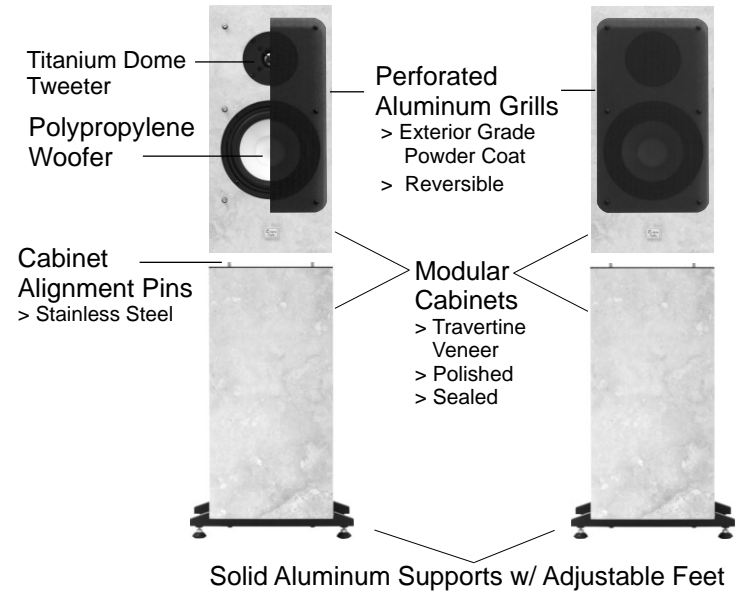 Titanium Dome
Tweeter
Polypropylene
Woofer
Perforated
Aluminum Grills
> Exterior Grade
Powder Coat
> Reversible
Cabinet
Alignment Pins
> Stainless Steel
Modular
Cabinets
> Travertine
Veneer
> Polished
> Sealed
Solid Aluminum Supports w/ Adjustable Feet